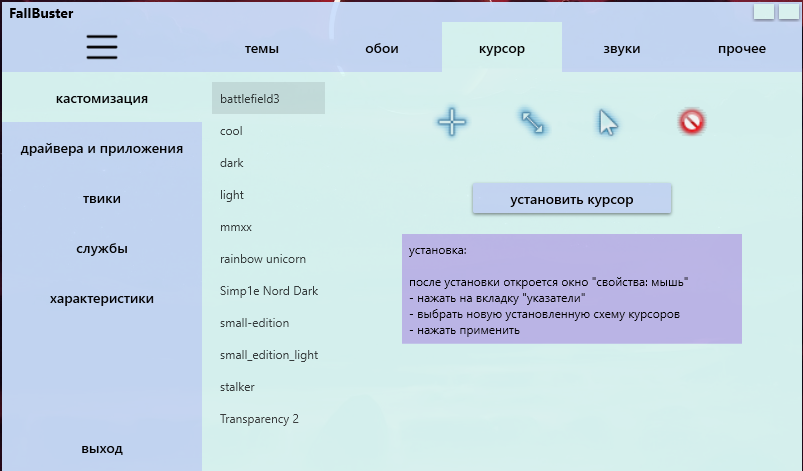 FallBuster
темы
обои
курсор
звуки
прочее
кастомизация
драйвера и приложения
твики
службы
характеристики
выход
battlefield3
cool
dark
light
mmxx
rainbow unicorn
Simp1e Nord Dark
small-edition
small_edition_light
stalker
Transparency 2
установить курсор
установка:
после установки откроется окно "свойства: мышь"
- нажать на вкладку "указатели"
- выбрать новую установленную схему курсоров
- нажать применить